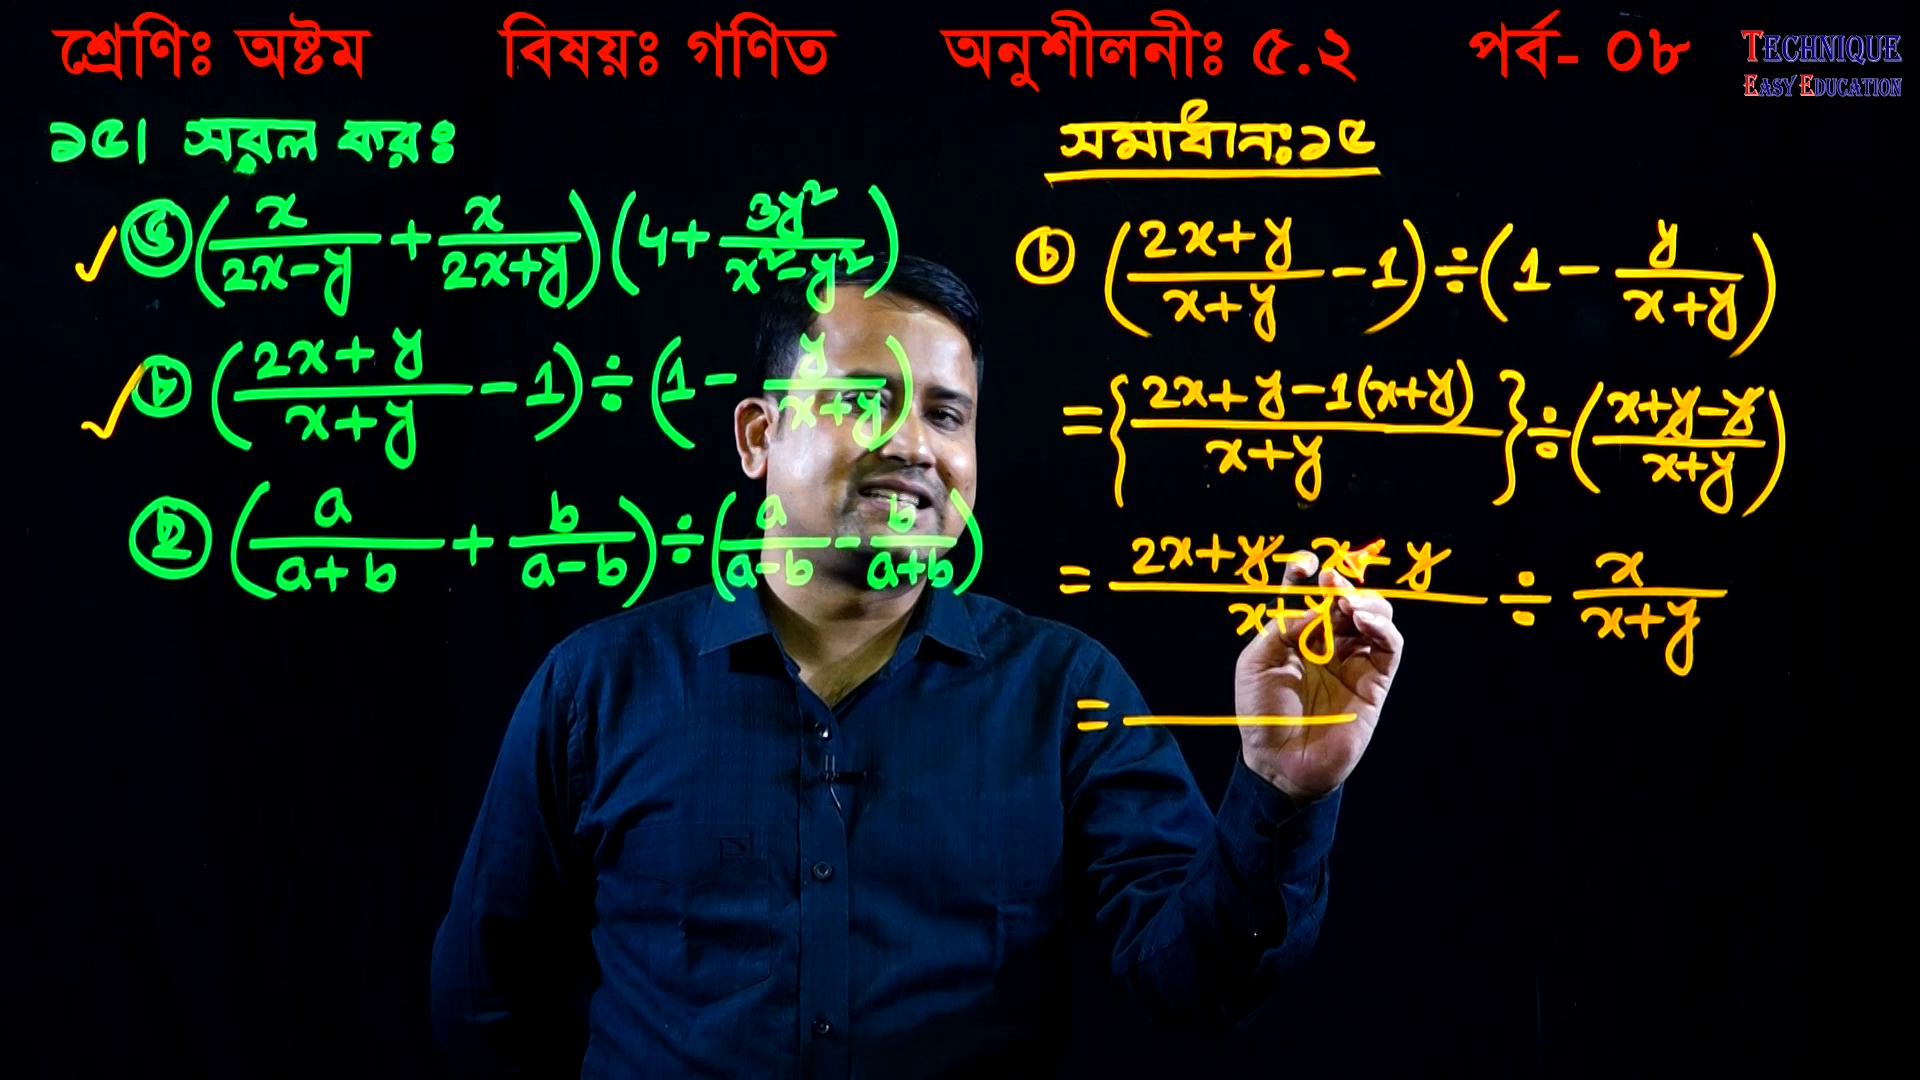 শ্রেণিঃ অষ্টম বিষয়ঃ গণিত অনুশীলনীঃ ৫.২ পর্ব- ০৮
TECHNIQUE
EASY EDUCATION
১৫। সরল কর:
✓ ⓖ (x/(2x-y) + x/(2x+y)) (4 + 3y²/(x²-y²))
✓ চ ((2x+y)/(x+y) - 1) ÷ (1 - y/(x+y))
ছ (a/(a+b) + b/(a-b)) ÷ (a/(a-b) - b/(a+b))
সমাধান: ১৫
চ ((2x+y)/(x+y) - 1) ÷ (1 - y/(x+y))
= {(2x+y-1(x+y))/(x+y)} ÷ ((x+y-y)/(x+y))
= (2x+y-x-y)/(x+y) ÷ x/(x+y)
=